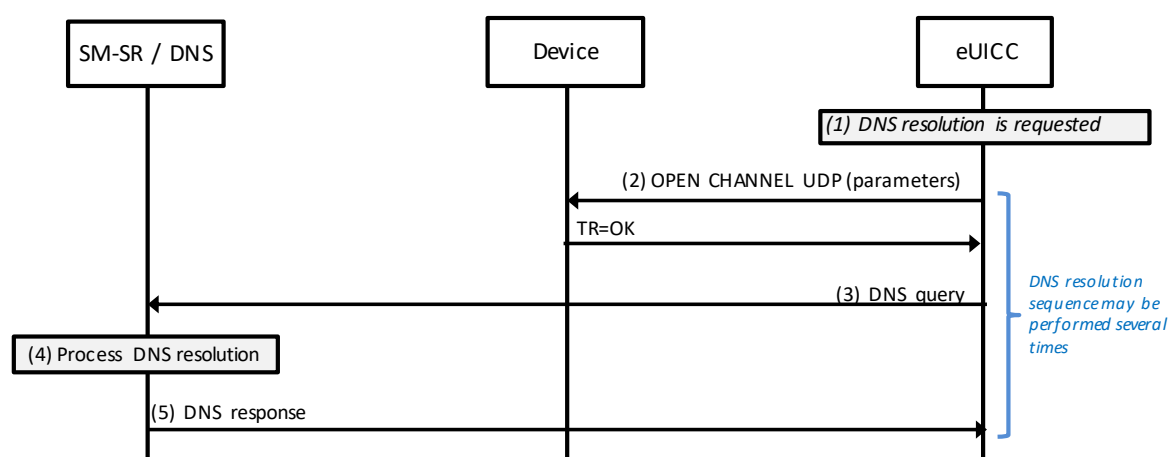 SM-SR / DNS
Device
eUICC
(1) DNS resolution is requested
(2) OPEN CHANNEL UDP (parameters)
TR=OK
(3) DNS query
DNS resolution
sequence may be
performed several
times
(4) Process DNS resolution
(5) DNS response